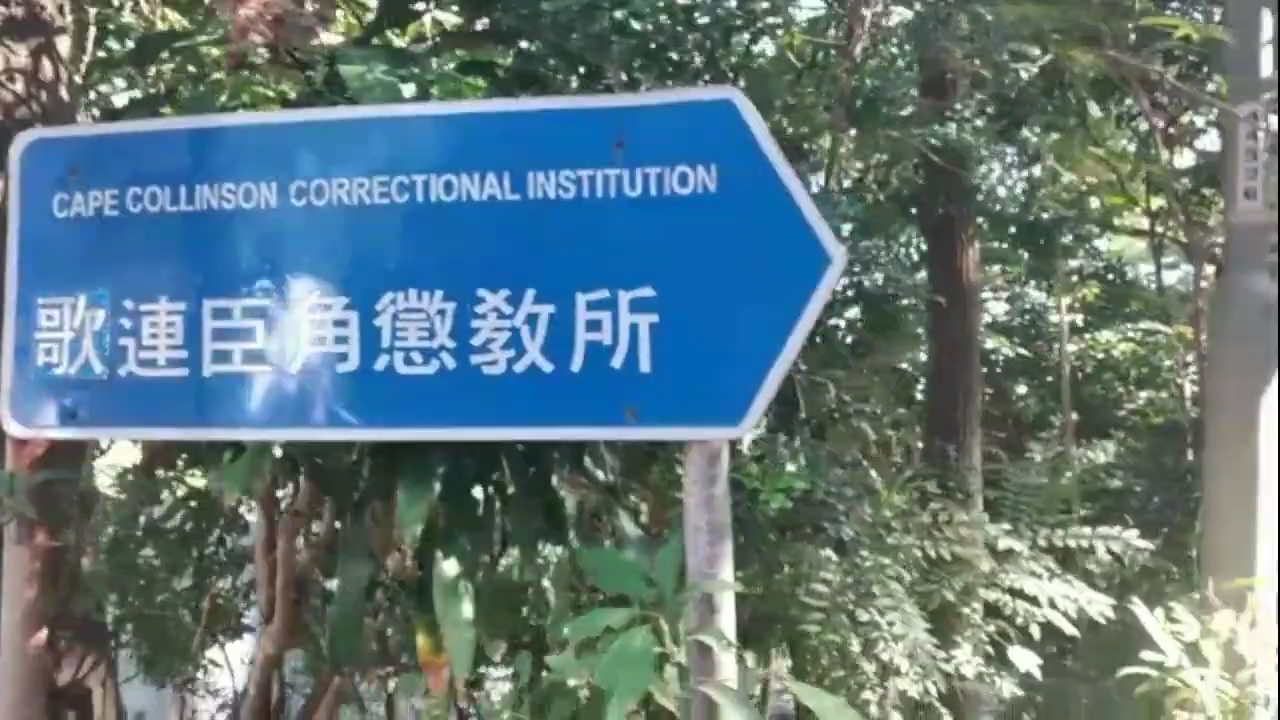 CAPE COLLINSON CORRECTIONAL INSTITUTION
歌連臣角懲教所